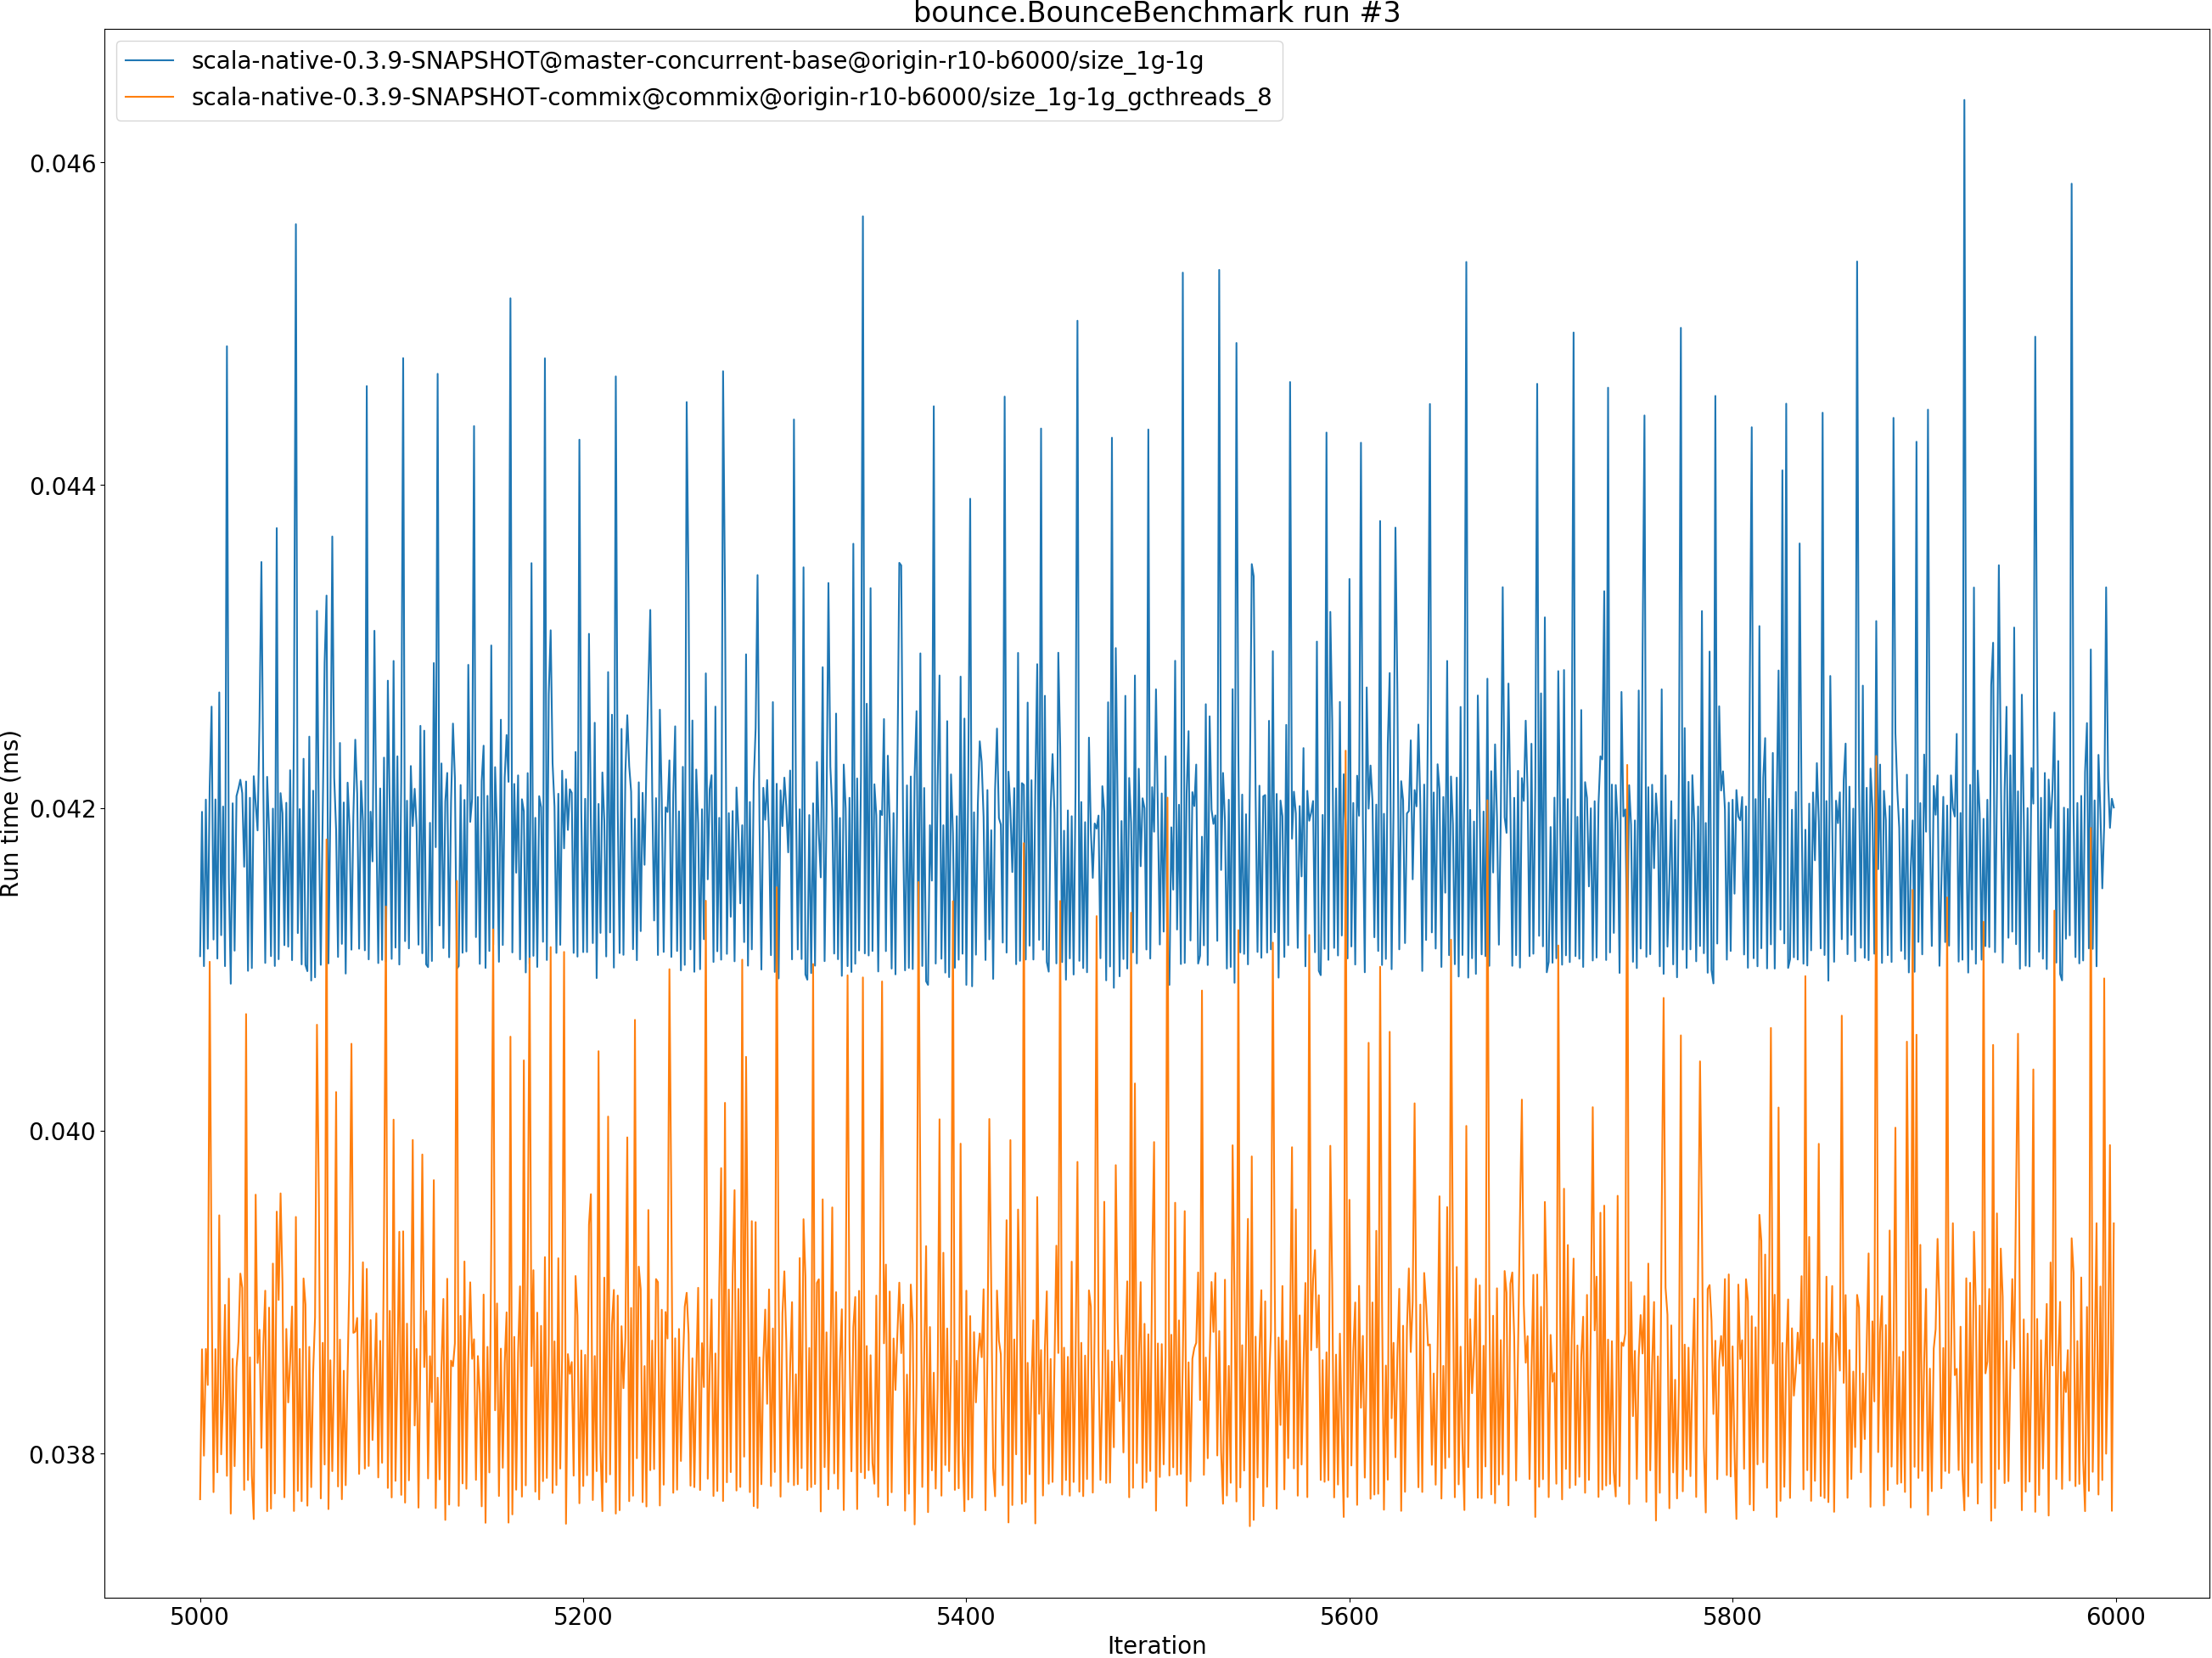 bounce.BounceBenchmark run #3
scala-native-0.3.9-SNAPSHOT@master-concurrent-base@origin-r10-b6000/size_1g-1g
scala-native-0.3.9-SNAPSHOT-commix@commix@origin-r10-b6000/size_1g-1g_gcthreads_8
0.046
0.044
0.042
0.040
0.038
Run time (ms)
5000
5200
5400
5600
5800
6000
Iteration